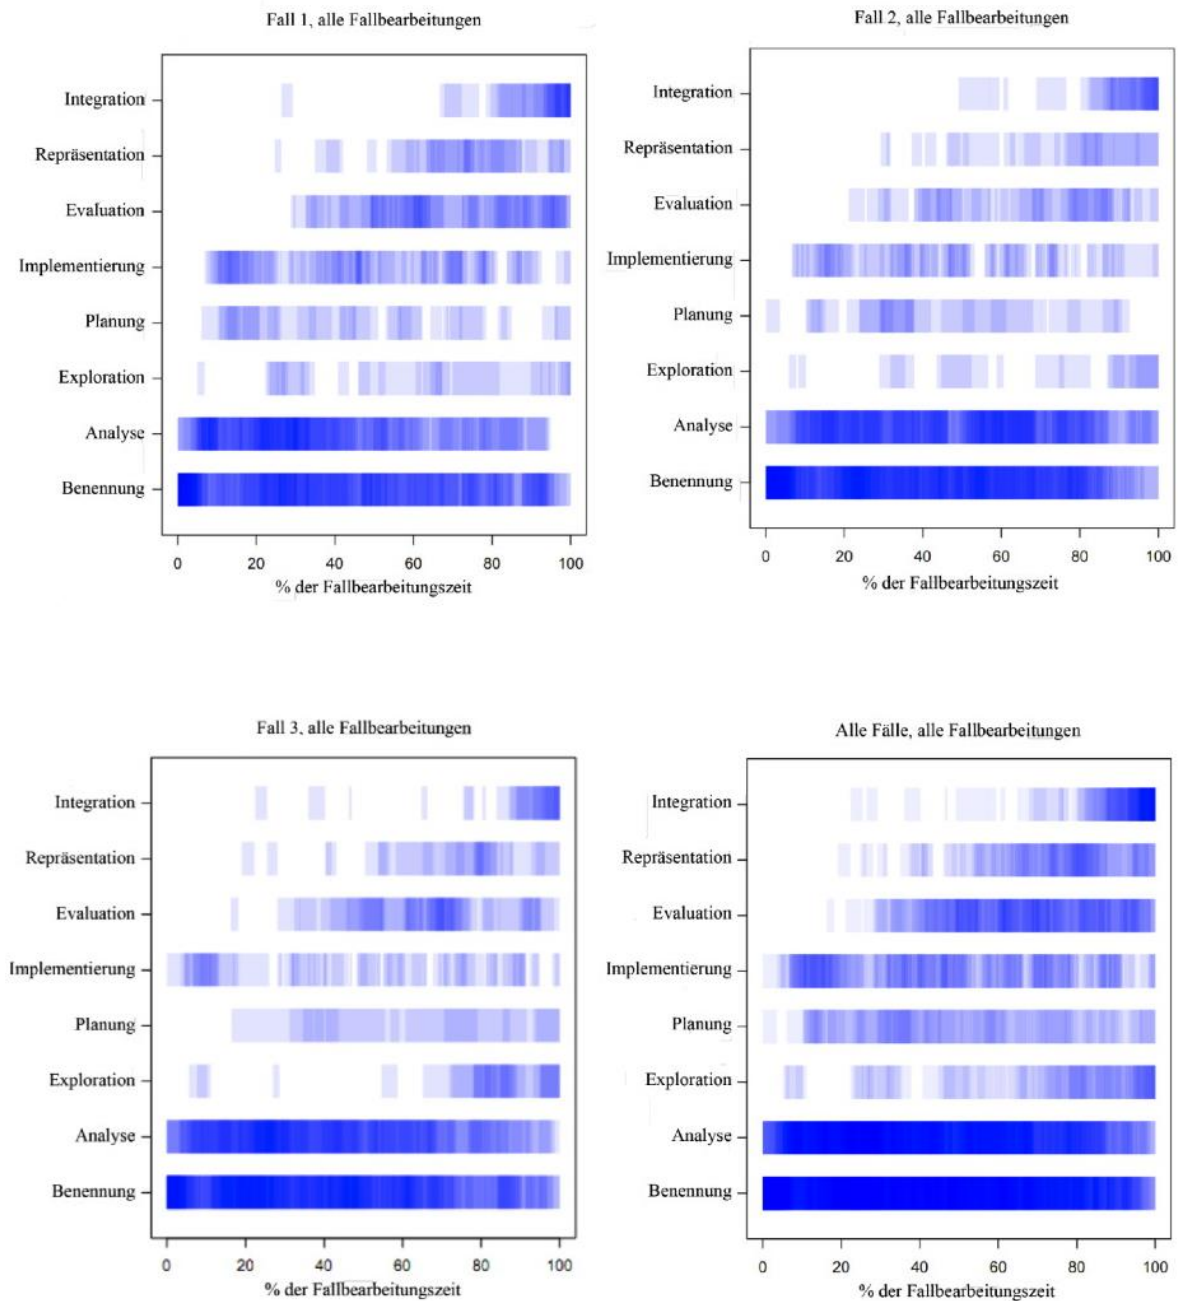 Fall 1, alle Fallbearbeitungen
Integration
Repräsentation
Evaluation
Implementierung
Planung
Exploration
Analyse
Benennung
0 20 40 60 80 100
% der Fallbearbeitungszeit
Fall 2, alle Fallbearbeitungen
Integration
Repräsentation
Evaluation
Implementierung
Planung
Exploration
Analyse
Benennung
0 20 40 60 80 100
% der Fallbearbeitungszeit
Fall 3, alle Fallbearbeitungen
Integration
Repräsentation
Evaluation
Implementierung
Planung
Exploration
Analyse
Benennung
0 20 40 60 80 100
% der Fallbearbeitungszeit
Alle Fälle, alle Fallbearbeitungen
Integration
Repräsentation
Evaluation
Implementierung
Planung
Exploration
Analyse
Benennung
0 20 40 60 80 100
% der Fallbearbeitungszeit